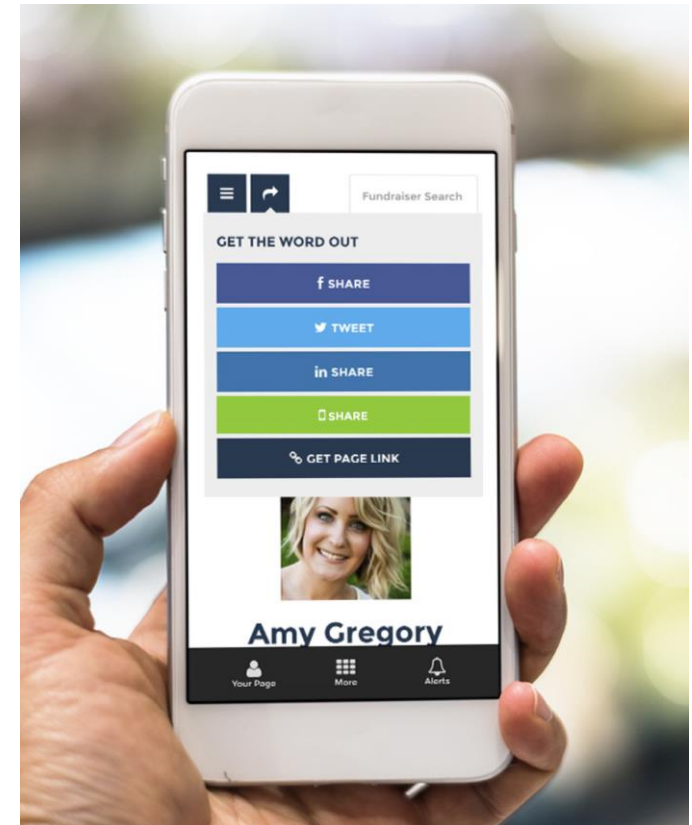 Fundraiser Search
GET THE WORD OUT
f SHARE
TWEET
in SHARE
SHARE
GET PAGE LINK
Amy Gregory
Your Page More Alerts